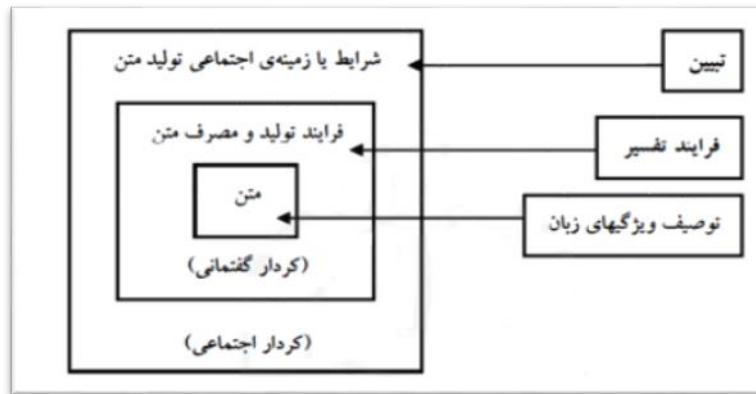 شرایط یا زمینه‌ی اجتماعی تولید متن
تبیین
فرایند تولید و مصرف متن
فرایند تفسیر
متن
توصیف ویژگیهای زبان
(کردار گفتمانی)
(کردار اجتماعی)